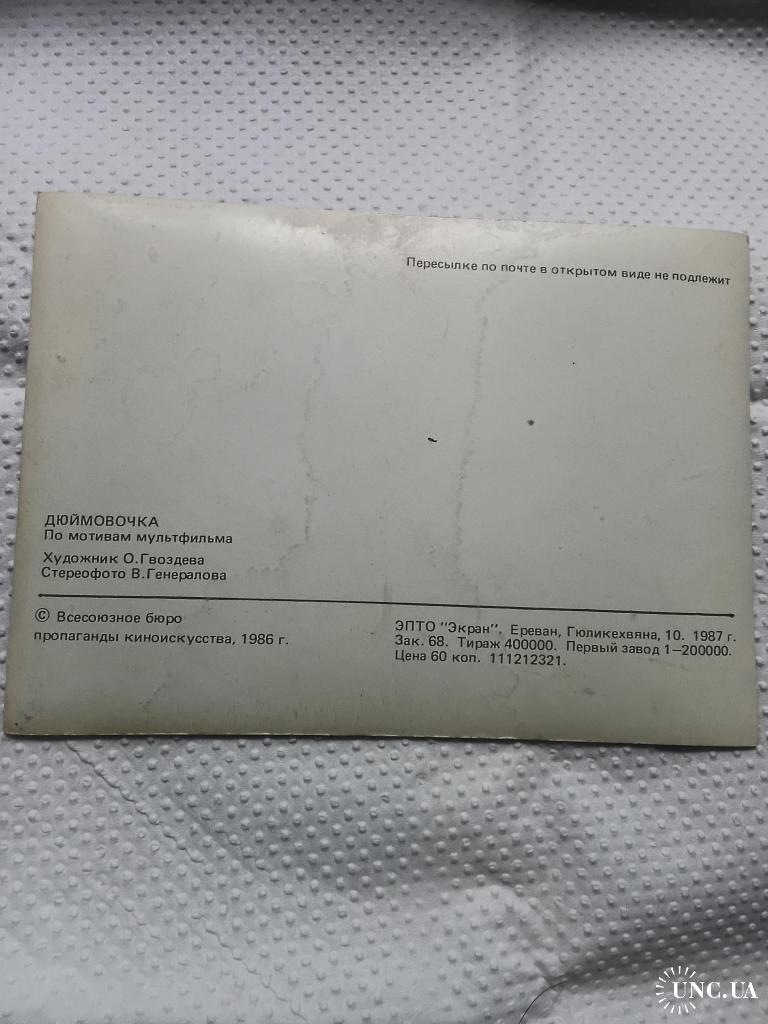 Пересылке по почте в открытом виде не подлежит
ДЮЙМОВОЧКА
По мотивам мультфильма
Художник О.Гвоздева
Стереофото В.Генералова
© Всесоюзное бюро
пропаганды киноискусства, 1986 г.
ЭПТО "Экран". Ереван, Гюликехвяна, 10. 1987 г.
Зак. 68. Тираж 400000. Первый завод 1—200000.
Цена 60 коп. 111212321.
UNC.UA